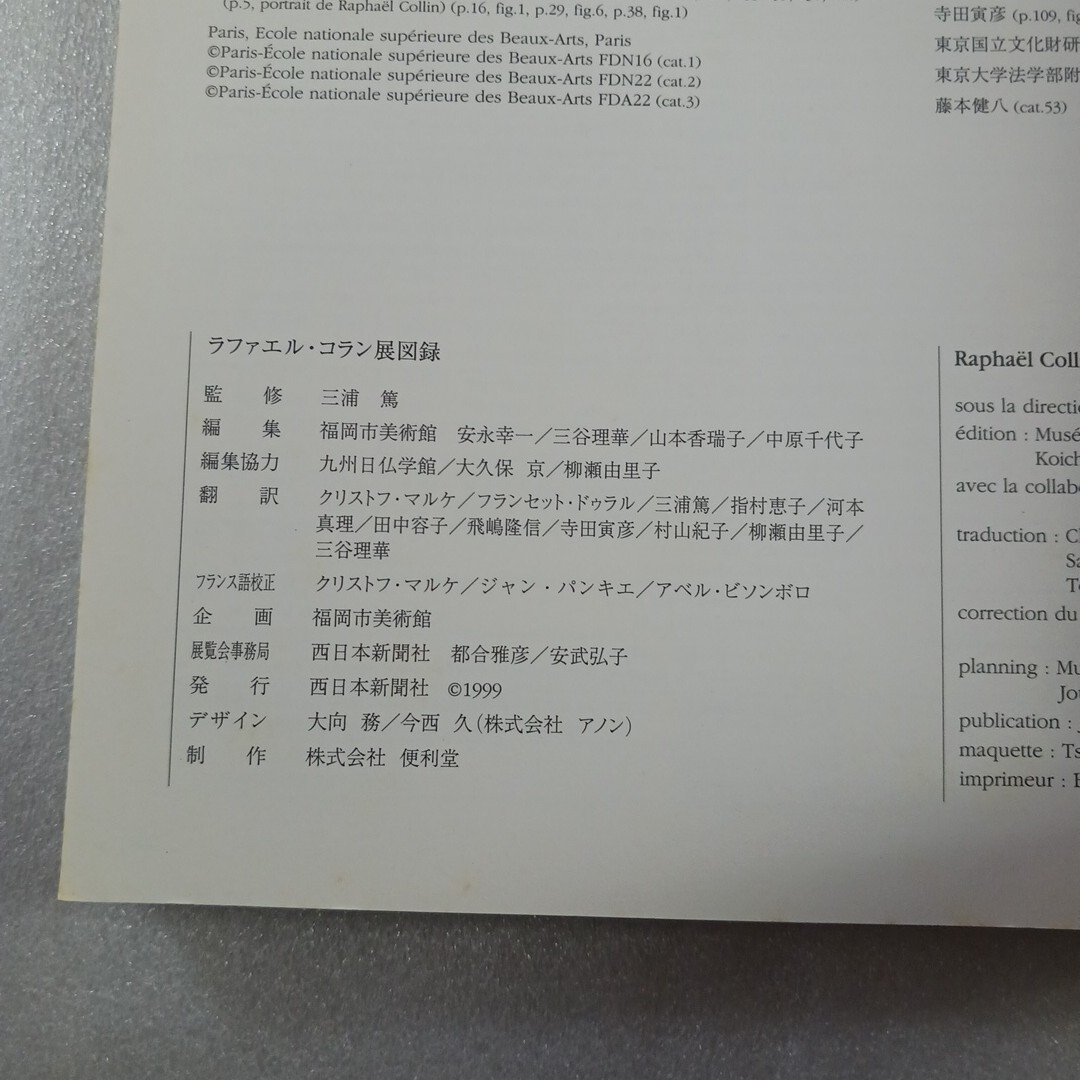 (p.5, portrait de Raphaël Collin) (p.16, fig.1, p.29, fig.6, p.38, fig.1)
Paris, Ecole nationale supérieure des Beaux-Arts, Paris
©Paris-École nationale supérieure des Beaux-Arts FDN16 (cat.1)
©Paris-École nationale supérieure des Beaux-Arts FDN22 (cat.2)
©Paris-École nationale supérieure des Beaux-Arts FDA22 (cat.3)
寺田寅彦 (p.109, fig
東京国立文化財研
東京大学法学部附
藤本健八 (cat.53)
ラファエル・コラン展図録
監　修　三浦　篤
編　集　福岡市美術館　安永幸一／三谷理華／山本香瑞子／中原千代子
編集協力　九州日仏学館／大久保 京／柳瀬由里子
翻　訳　クリストフ・マルケ／フランセット・ドゥラル／三浦篤／指村恵子／河本
真理／田中容子／飛嶋隆信／寺田寅彦／村山紀子／柳瀬由里子／
三谷理華
フランス語校正　クリストフ・マルケ／ジャン・パンキエ／アベル・ビソンボロ
企　画　福岡市美術館
展覧会事務局　西日本新聞社　都合雅彦／安武弘子
発　行　西日本新聞社　©1999
デザイン　大向 務／今西 久（株式会社 アノン）
制　作　株式会社 便利堂
Raphaël Coll
sous la directi
édition : Musé
Koich
avec la collab
traduction : C
Sa
T
correction du
planning : Mu
Jou
publication :
maquette : Ts
imprimeur :